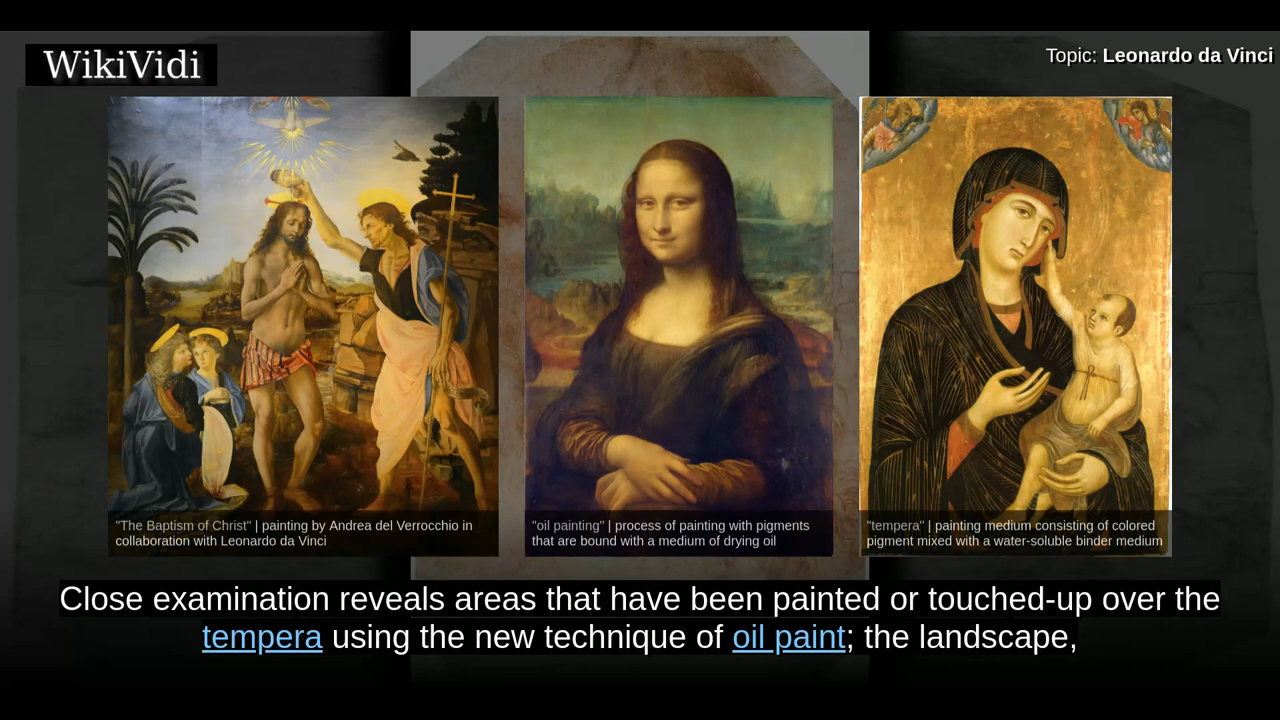 WikiVidi
Topic: Leonardo da Vinci
"The Baptism of Christ" | painting by Andrea del Verrocchio in
collaboration with Leonardo da Vinci
"oil painting" | process of painting with pigments
that are bound with a medium of drying oil
"tempera" | painting medium consisting of colored
pigment mixed with a water-soluble binder medium
Close examination reveals areas that have been painted or touched-up over the
tempera using the new technique of oil paint; the landscape,